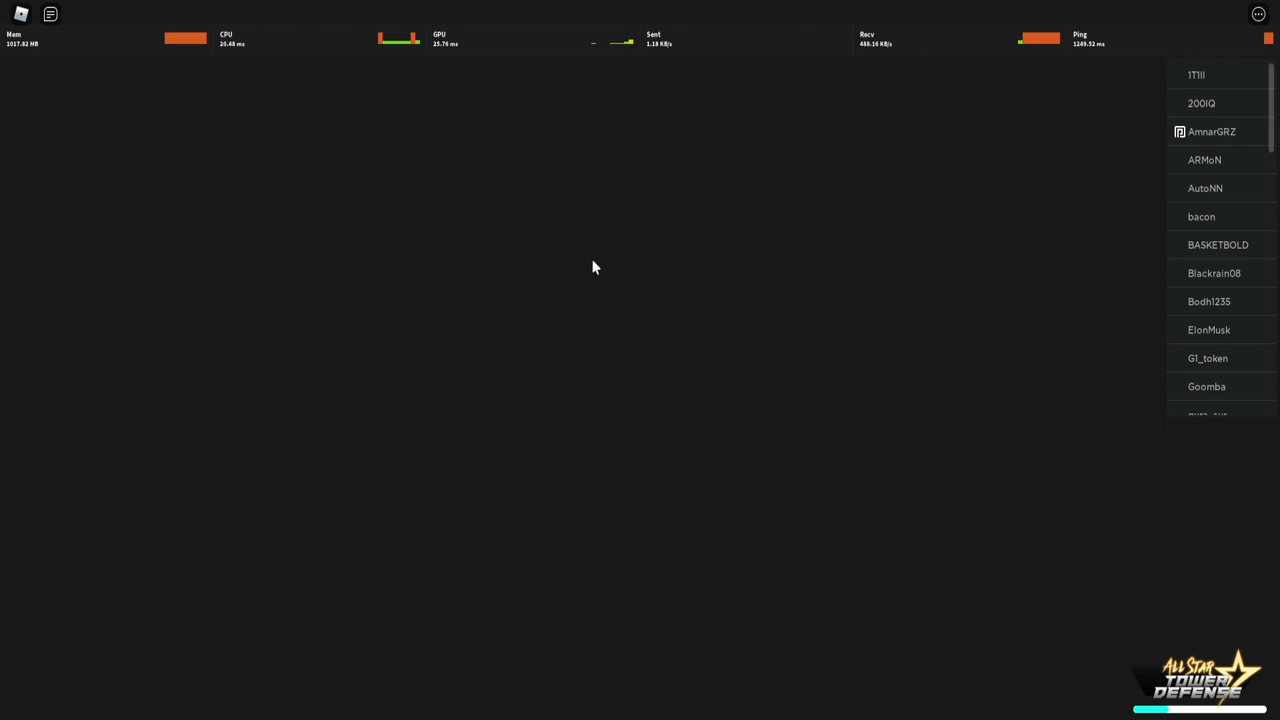 Mem
1017.82 MB
CPU
20.48 ms
GPU
25.76 ms
Sent
1.18 KB/s
Recv
488.16 KB/s
Ping
1249.52 ms
1T1II
200IQ
AmnarGRZ
ARMoN
AutoNN
bacon
BASKETBOLD
Blackrain08
Bodh1235
ElonMusk
G1_token
Goomba
ALL STAR
TOWER
DEFENSE